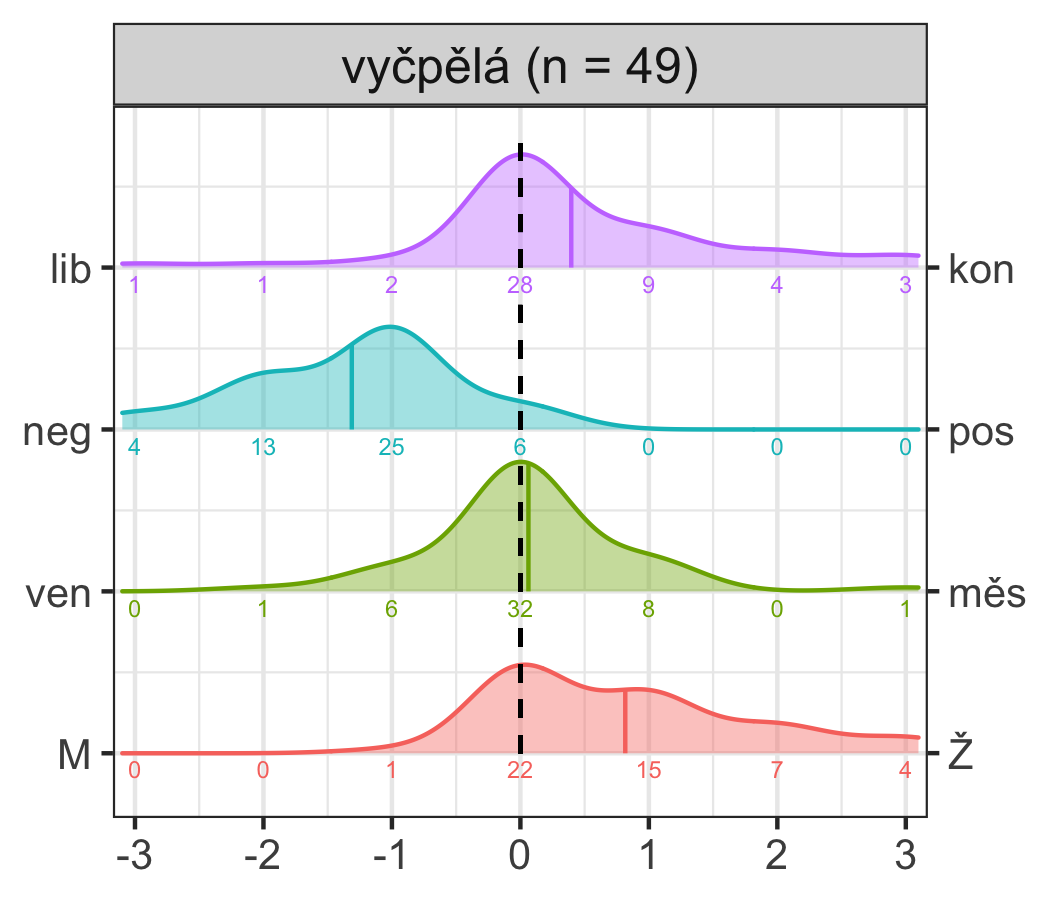 vyčpělá (n = 49)
lib kon
1 1 2 28 9 4 3
neg pos
4 13 25 6 0 0 0
ven měs
0 1 6 32 8 0 1
M Ž
0 0 1 22 15 7 4
-3 -2 -1 0 1 2 3